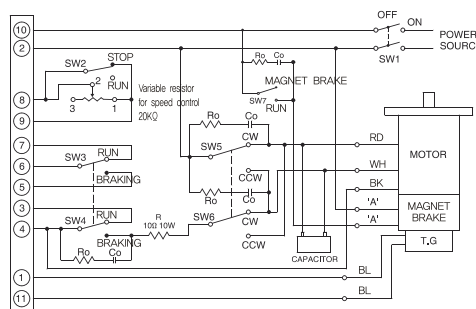 OFF
ON
10
POWER
2
SOURC
SW1
STOP
SW2
Ro
Co
MAGNET BRAKE
RUN
2
Variable resistor
for speed control
20KΩ
8
3
1
SW7
RUN
9
Ro
Co
CW
7
RUN
SW5
RD
6
SW3
MOTOR
BRAKING
CCW
WH
5
BK
Ro
Co
3
RUN
R
10Ω 10W
SW6
CW
'A'
MAGNET
BRAKE
4
SW4
'A'
BRAKING
CCW
T.G
Ro
Co
CAPACITOR
1
BL
11
BL